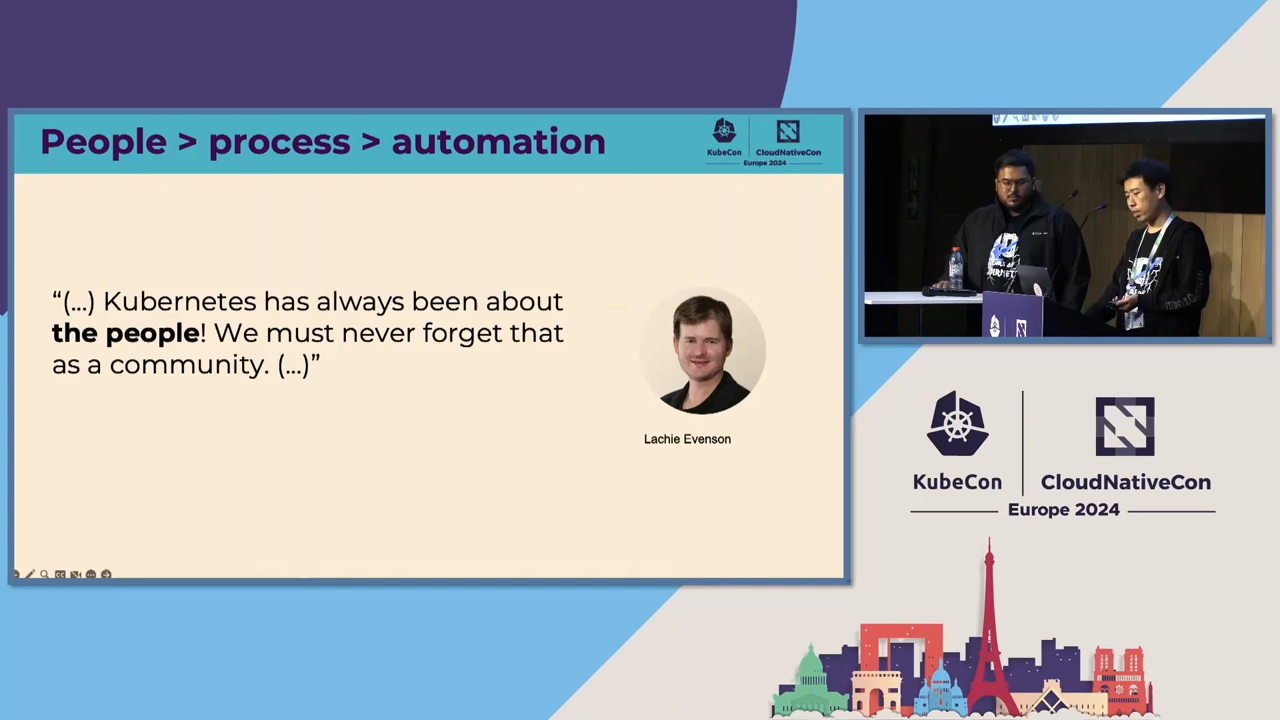 People > process > automation
KubeCon
CloudNativeCon
Europe 2024
“(...) Kubernetes has always been about
the people! We must never forget that
as a community. (...)”
Lachie Evenson
KubeCon
CloudNativeCon
Europe 2024